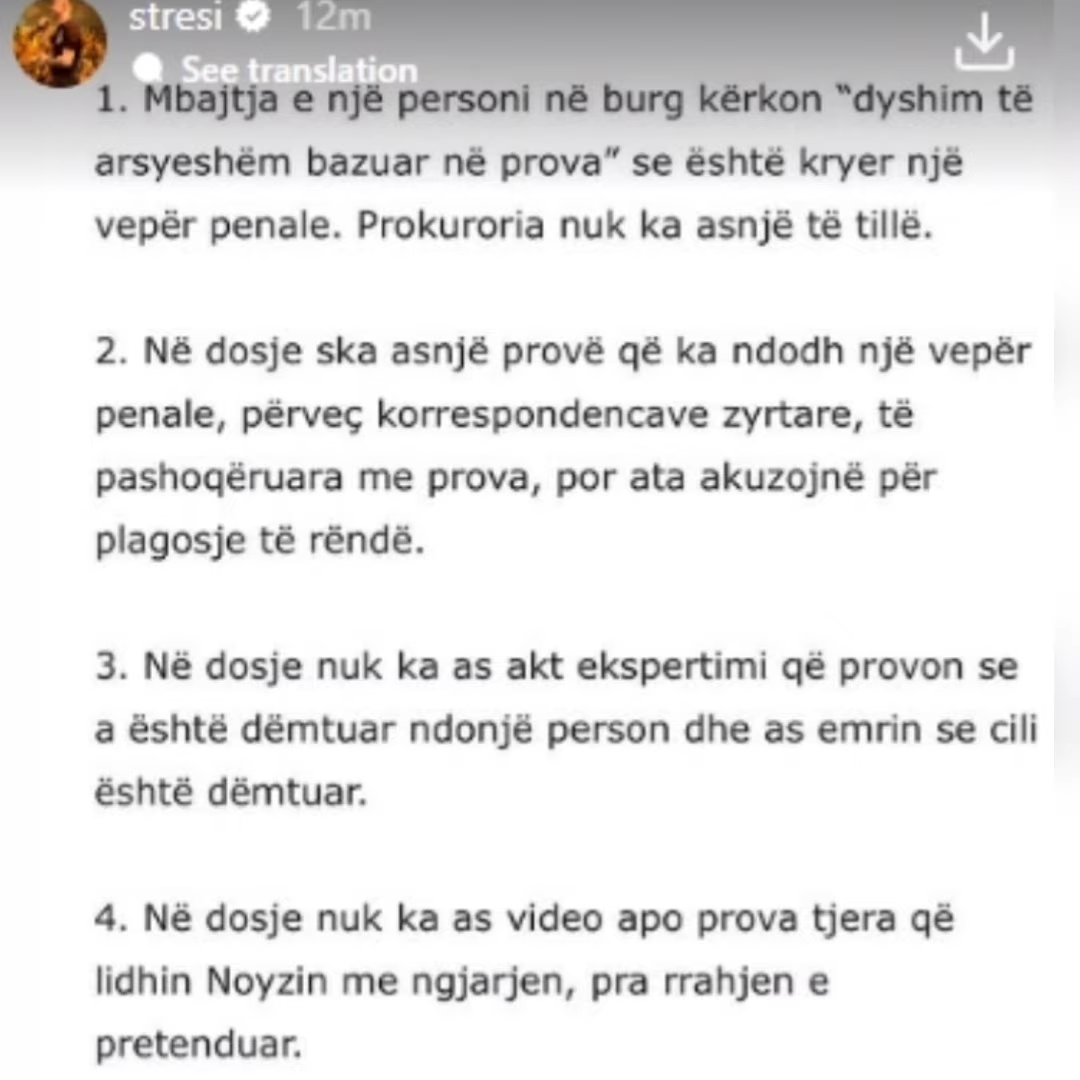 stresi 12m
See translation
1. Mbajtja e një personi në burg kërkon “dyshim të
arsyeshëm bazuar në prova” se është kryer një
vepër penale. Prokuroria nuk ka asnjë të tillë.
2. Në dosje ska asnjë provë që ka ndodh një vepër
penale, përveç korrespondencave zyrtare, të
pashoqëruara me prova, por ata akuzojnë për
plagosje të rëndë.
3. Në dosje nuk ka as akt ekspertimi që provon se
a është dëmtuar ndonjë person dhe as emrin se cili
është dëmtuar.
4. Në dosje nuk ka as video apo prova tjera që
lidhin Noyzin me ngjarjen, pra rrahjen e
pretenduar.